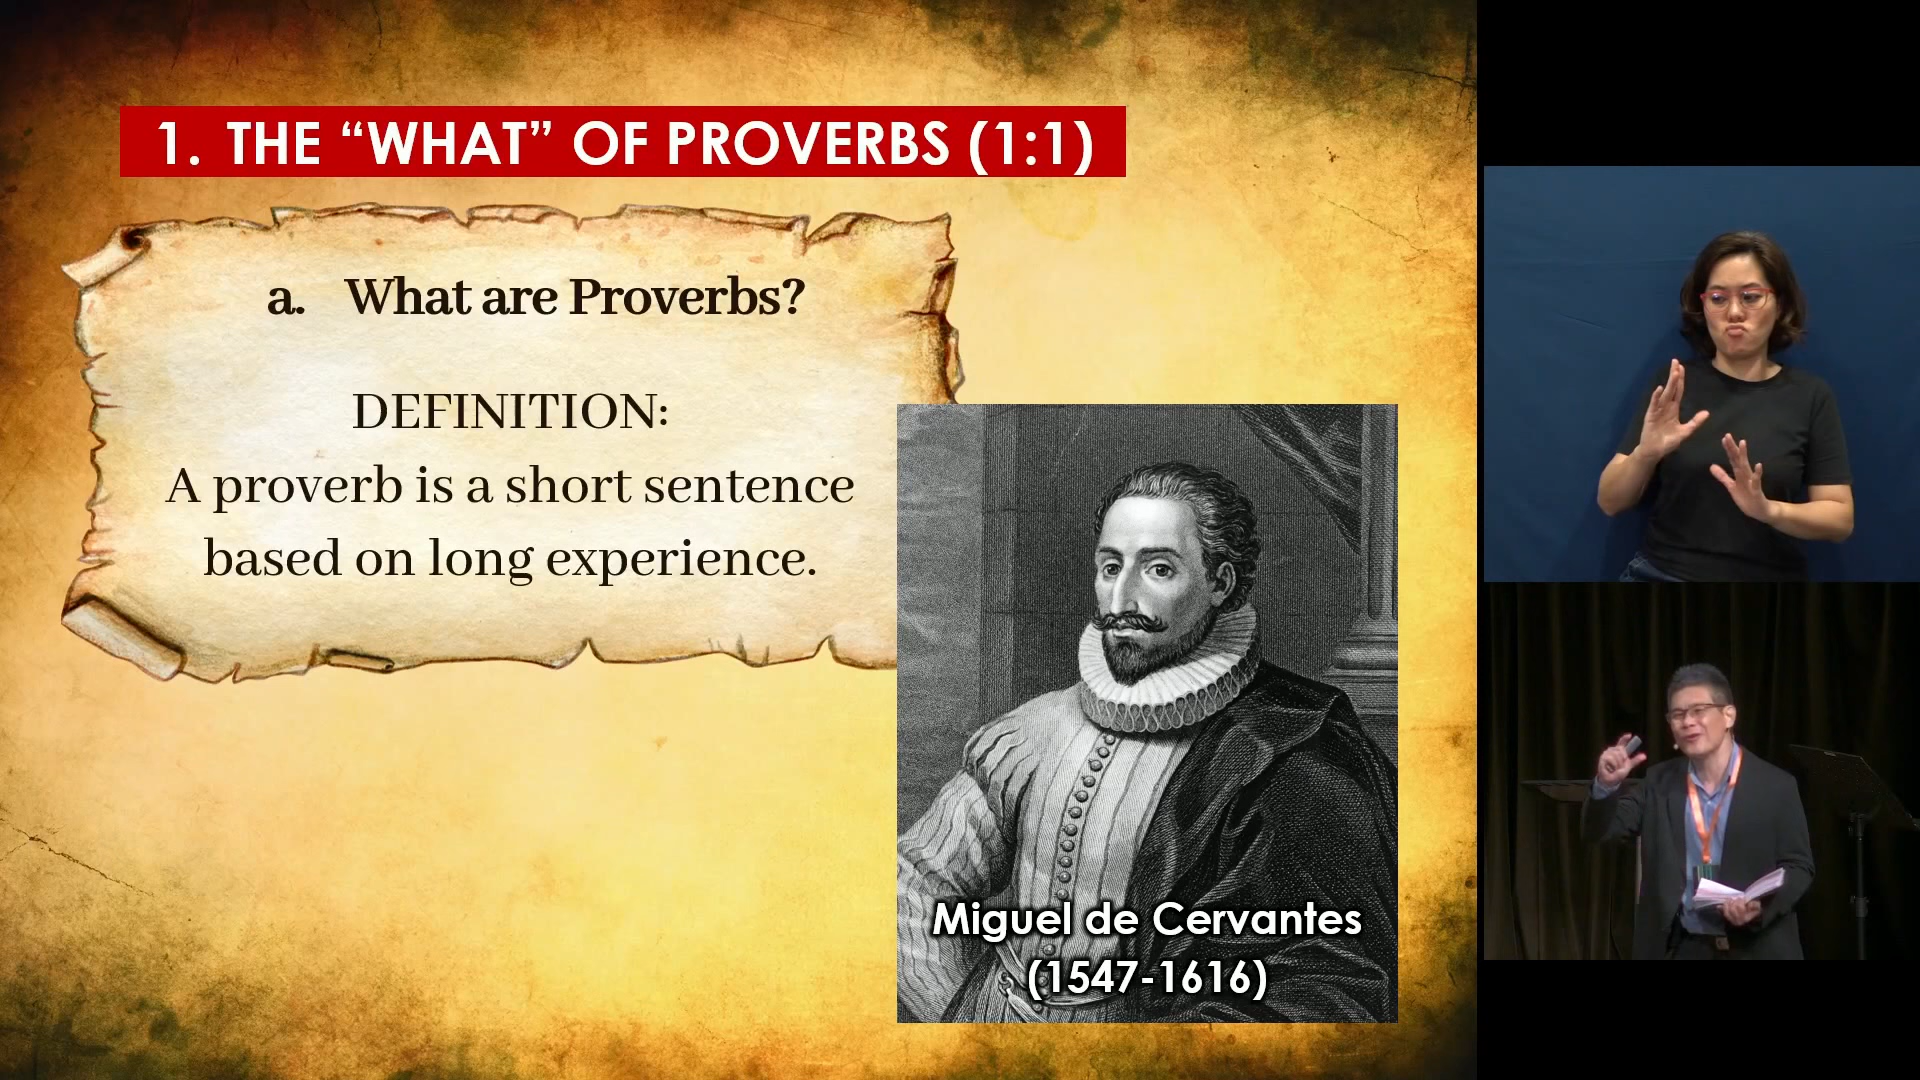 1. THE “WHAT” OF PROVERBS (1:1)
a. What are Proverbs?
DEFINITION:
A proverb is a short sentence
based on long experience.
Miguel de Cervantes
(1547-1616)